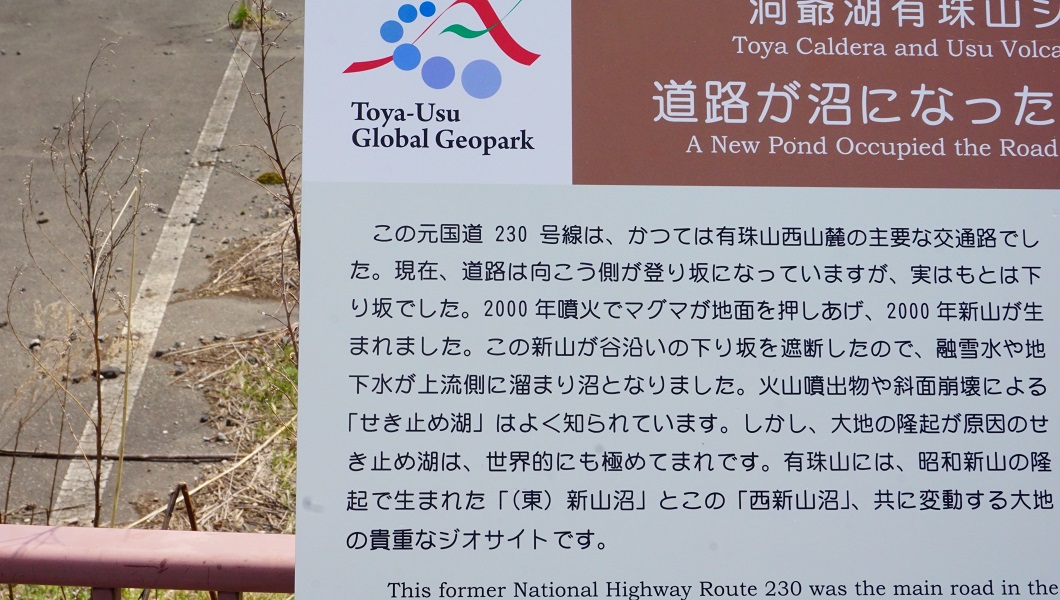 洞爺湖有珠山ジ
Toya Caldera and Usu Volca
道路が沼になった
A New Pond Occupied the Road
Toya-Usu
Global Geopark
この元国道 230 号線は、かつては有珠山西山麓の主要な交通路でし
た。現在、道路は向こう側が登り坂になっていますが、実はもとは下
り坂でした。2000 年噴火でマグマが地面を押しあげ、2000 年新山が生
まれました。この新山が谷沿いの下り坂を遮断したので、融雪水や地
下水が上流側に溜まり沼となりました。火山噴出物や斜面崩壊による
「せき止め湖」はよく知られています。しかし、大地の隆起が原因のせ
き止め湖は、世界的にも極めてまれです。有珠山には、昭和新山の隆
起で生まれた「（東）新山沼」とこの「西新山沼」、共に変動する大地
の貴重なジオサイトです。
This former National Highway Route 230 was the main road in the